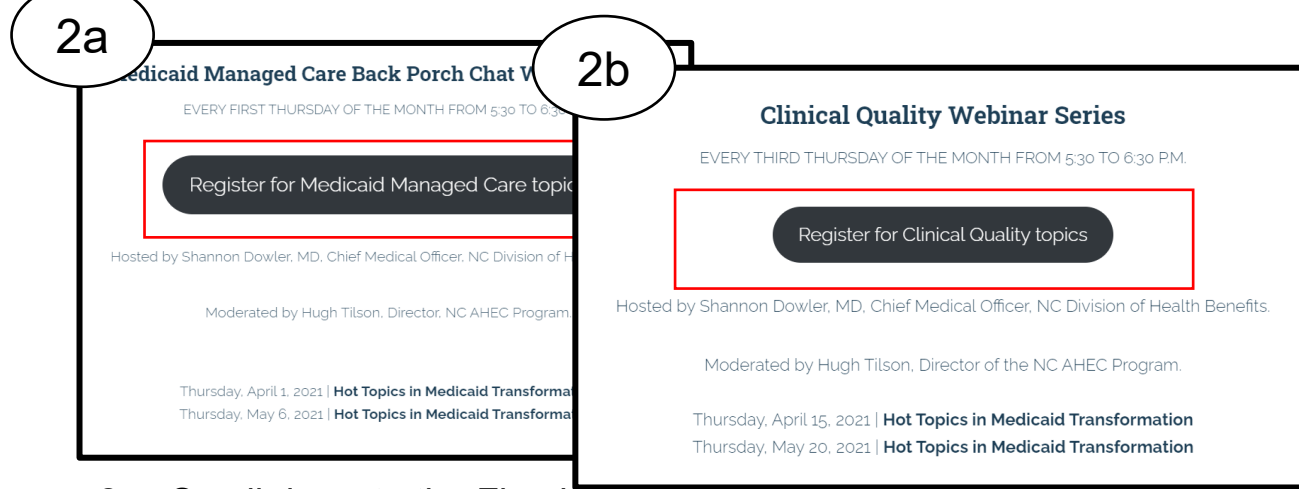 2a
Medicaid Managed Care Back Porch Chat
EVERY FIRST THURSDAY OF THE MONTH FROM 5:30 TO
Register for Medicaid Managed Care
Hosted by Shannon Dowler, MD, Chief Medical Officer, NC Division of
Moderated by Hugh Tilson, Director, NC AHEC Program.
Thursday, April 1, 2021 | Hot Topics in Medicaid
Thursday, May 6, 2021 | Hot Topics in Medicaid
2b
Clinical Quality Webinar Series
EVERY THIRD THURSDAY OF THE MONTH FROM 5:30 TO 6:30 P.M.
Register for Clinical Quality topics
Hosted by Shannon Dowler, MD, Chief Medical Officer, NC Division of Health Benefits.
Moderated by Hugh Tilson, Director of the NC AHEC Program.
Thursday, April 15, 2021 | Hot Topics in Medicaid Transformation
Thursday, May 20, 2021 | Hot Topics in Medicaid Transformation